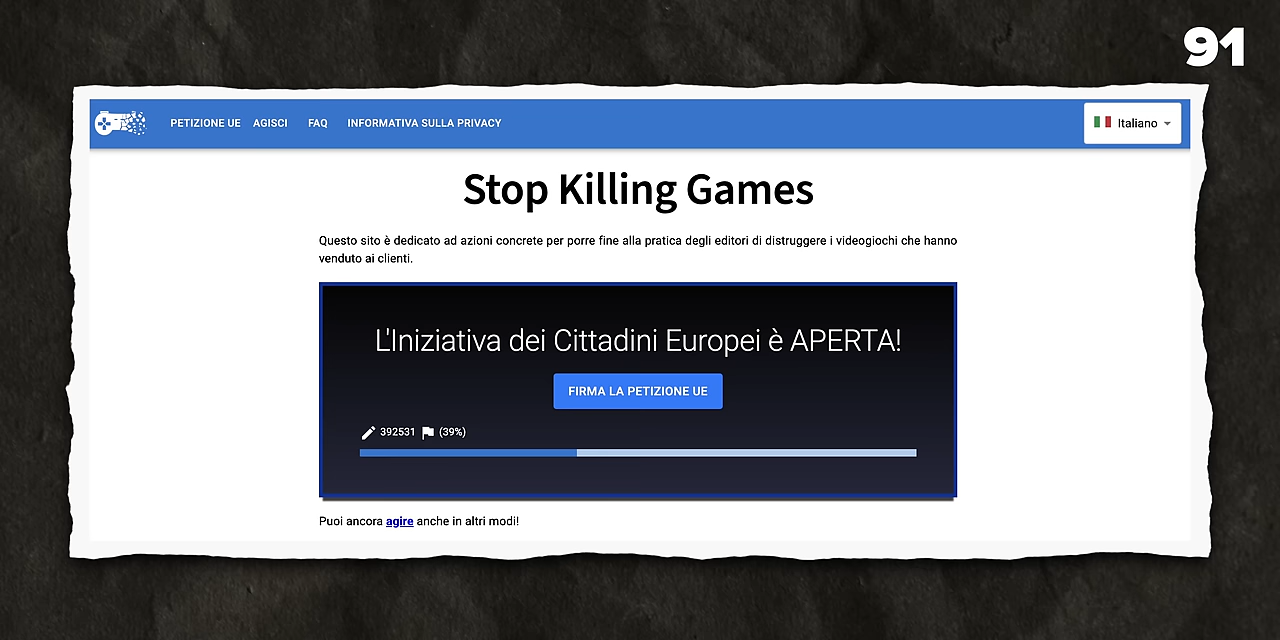 91
PETIZIONE UE AGISCI FAQ INFORMATIVA SULLA PRIVACY Italiano
Stop Killing Games
Questo sito è dedicato ad azioni concrete per porre fine alla pratica degli editori di distruggere i videogiochi che hanno
venduto ai clienti.
L'Iniziativa dei Cittadini Europei è APERTA!
FIRMA LA PETIZIONE UE
392531 (39%)
Puoi ancora agire anche in altri modi!